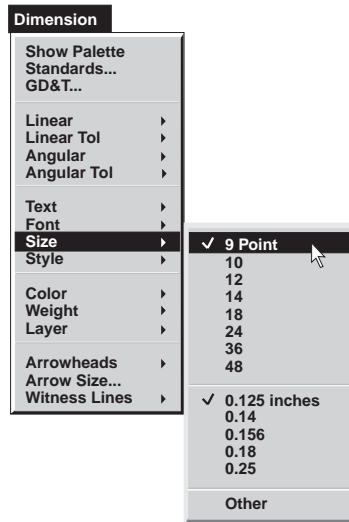 Dimension
Show Palette
Standards...
GD&T...
Linear
Linear Tol
Angular
Angular Tol
Text
Font
Size
Style
Color
Weight
Layer
Arrowheads
Arrow Size...
Witness Lines
9 Point
10
12
14
18
24
36
48
0.125 inches
0.14
0.156
0.18
0.25
Other